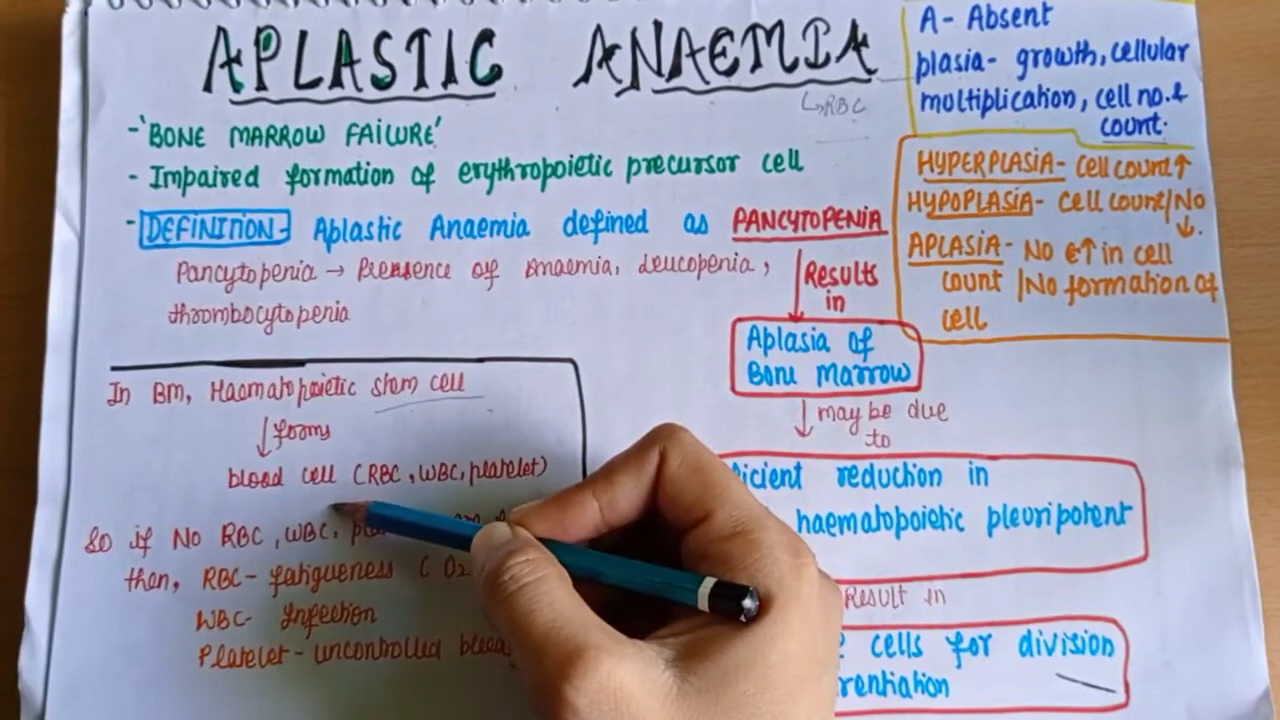 APLASTIC ANAEMIA
↳RBC
A- Absent
plasia- growth, cellular
multiplication, cell no. &
count.
-'BONE MARROW FAILURE'
- Impaired formation of erythropoietic precursor cell
- DEFINITION- Aplastic Anaemia defined as PANCYTOPENIA
Pancytopenia → Presence of Anaemia, Leucopenia,
thrombocytopenia
HYPERPLASIA- Cell count ↑
HYPOPLASIA- Cell count/No ↓.
APLASIA- No ↑ in cell
count /No formation of
cell
↓ Results
in
Aplasia of
Bone Marrow
↓ may be due
to
reduction in
haematopoietic pleuripotent
Result in
cells for division
In BM, Haematopoietic stem cell
↓ forms
blood cell (RBC, WBC, platelet)
So if No RBC, WBC,
then, RBC- fatigueness ( O2
WBC- Infection
Platelet- uncontrolled